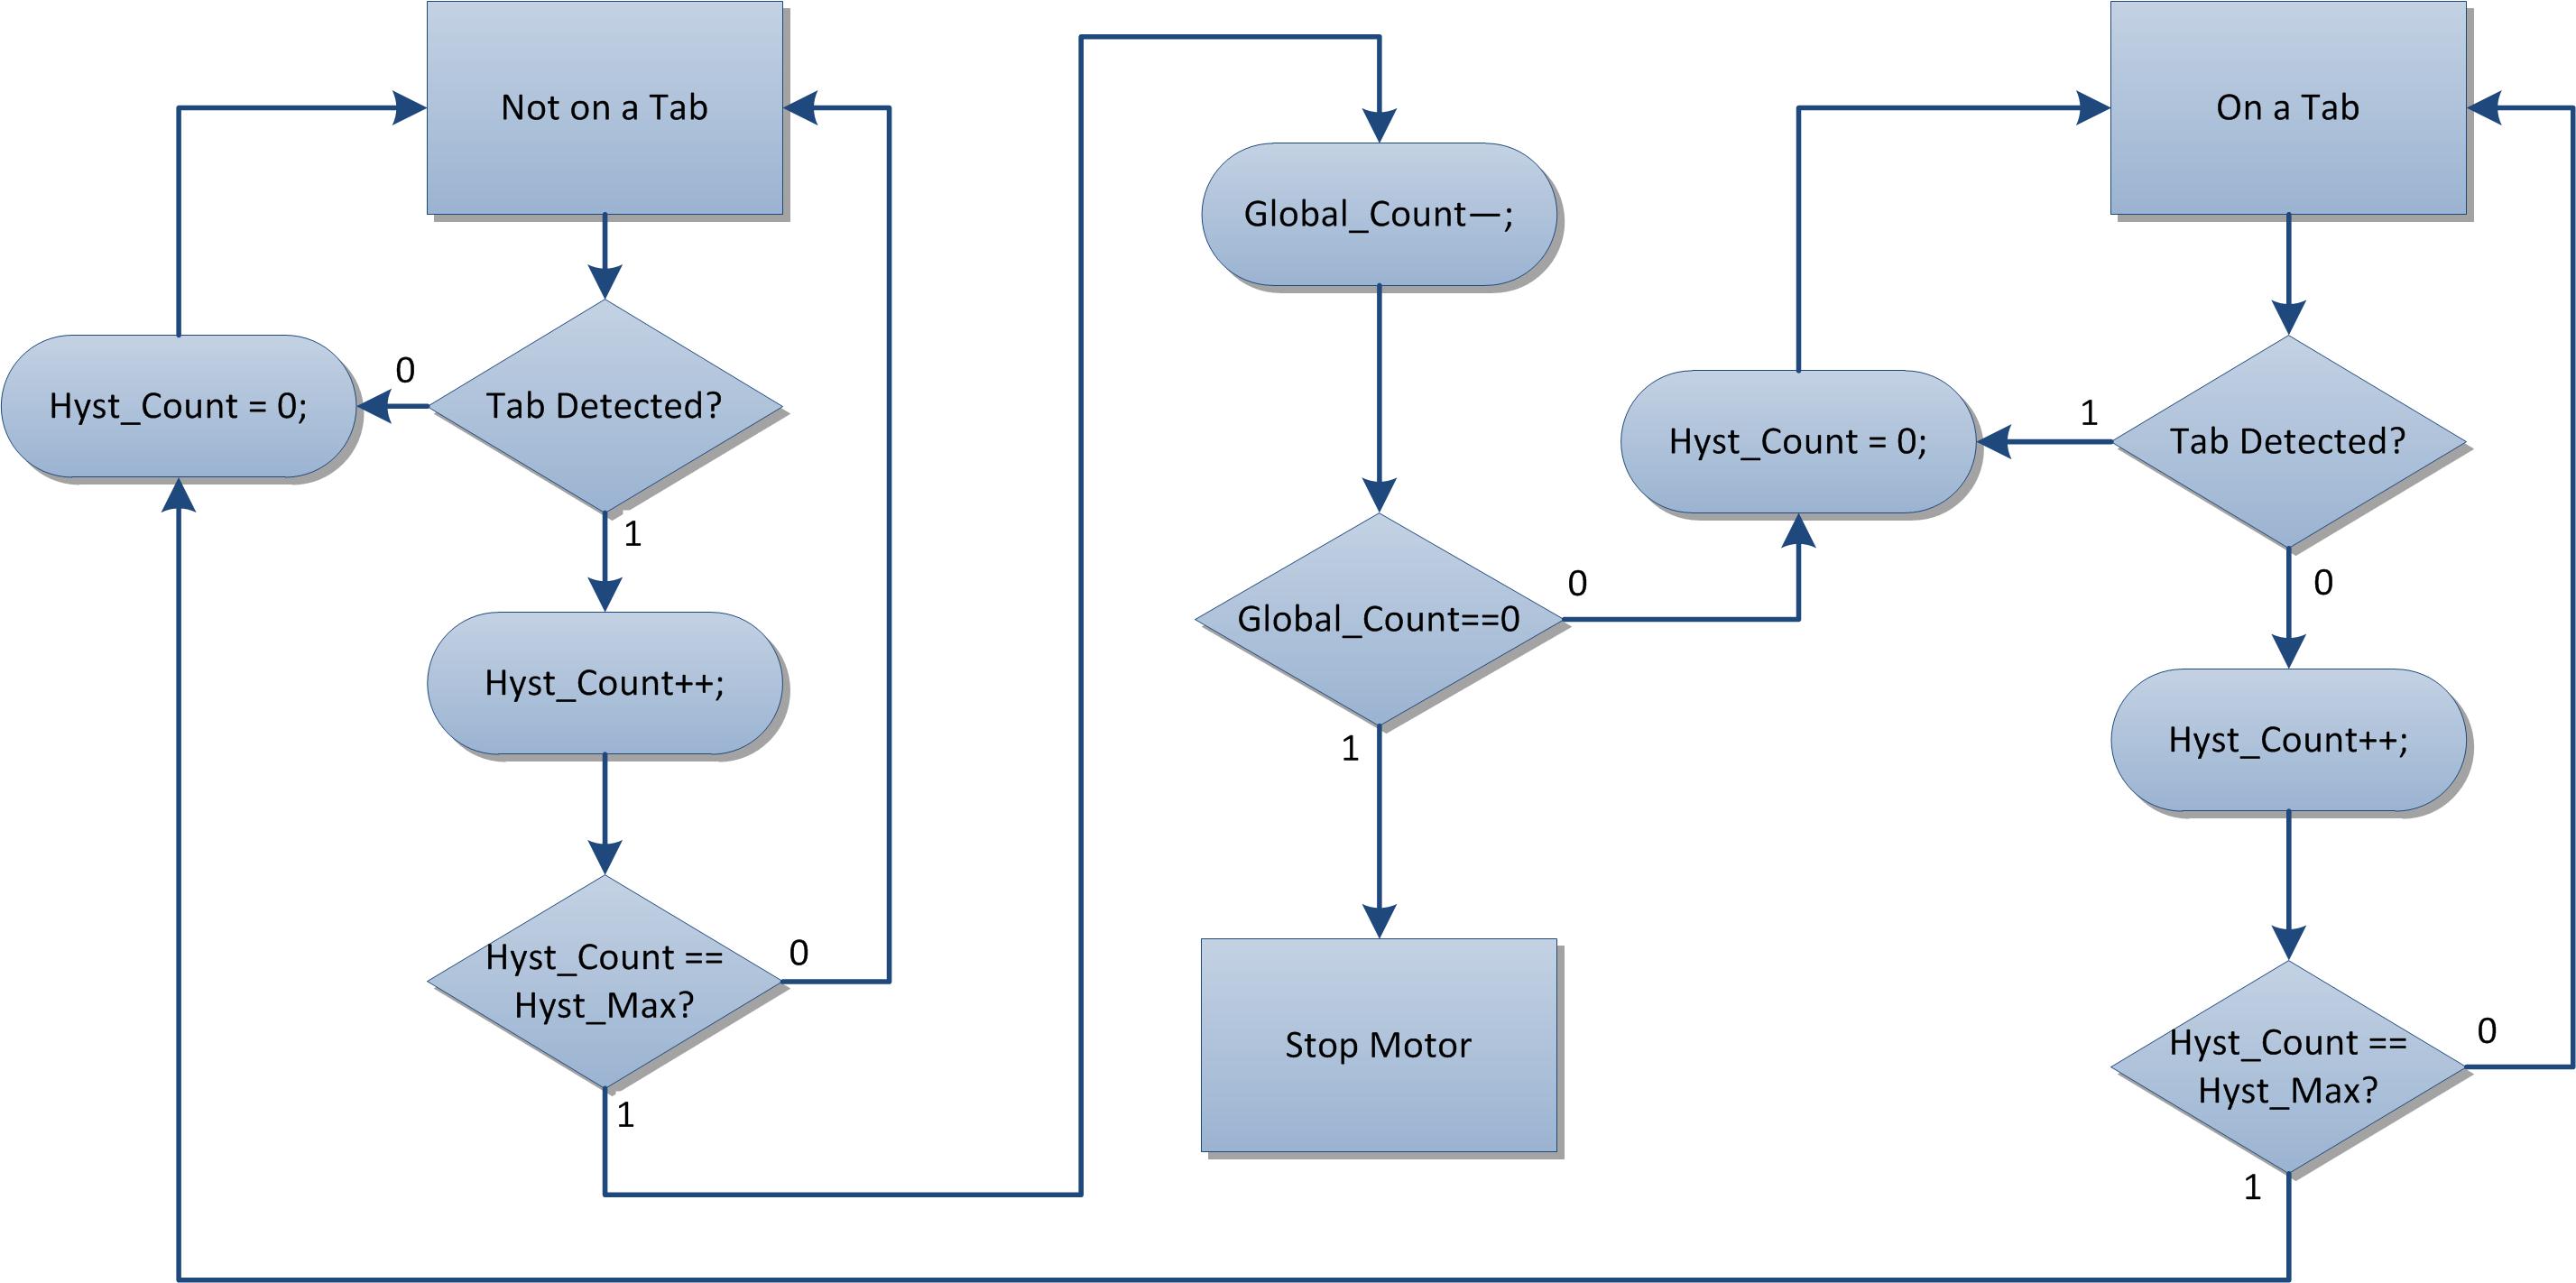 Not on a Tab
Tab Detected?
0
Hyst_Count = 0;
1
Hyst_Count++;
Hyst_Count ==
Hyst_Max?
0
1
Global_Count—;
Global_Count==0
0
1
Stop Motor
On a Tab
Tab Detected?
1
Hyst_Count = 0;
0
Hyst_Count++;
Hyst_Count ==
Hyst_Max?
0
1